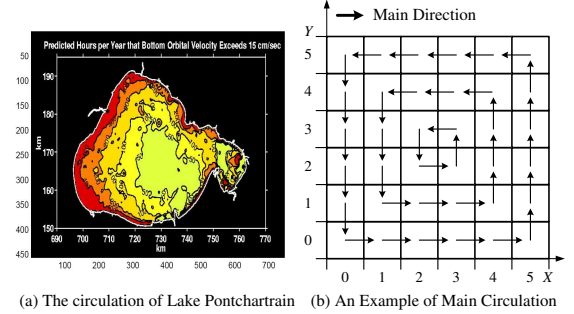 Predicted Hours per Year that Bottom Orbital Velocity Exceeds 15 cm/sec
50
100
150
200
250
300
350
400
450
190
180
170
160
150
km
690 700 710 720 730 740 750 760 770
km
100 200 300 400 500 600 700
(a) The circulation of Lake Pontchartrain
Main Direction
Y
5
4
3
2
1
0
0 1 2 3 4 5 X
(b) An Example of Main Circulation